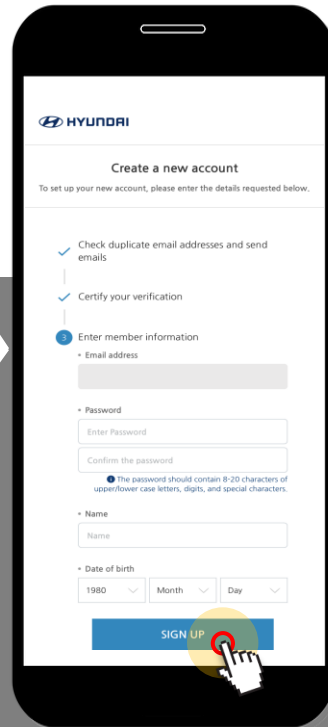 HYUNDAI
Create a new account
To set up your new account, please enter the details requested below.
Check duplicate email addresses and send
emails
Certify your verification
3 Enter member information
• Email address
• Password
Enter Password
Confirm the password
The password should contain 8-20 characters of
upper/lower case letters, digits, and special characters.
• Name
Name
• Date of birth
1980 Month Day
SIGN UP